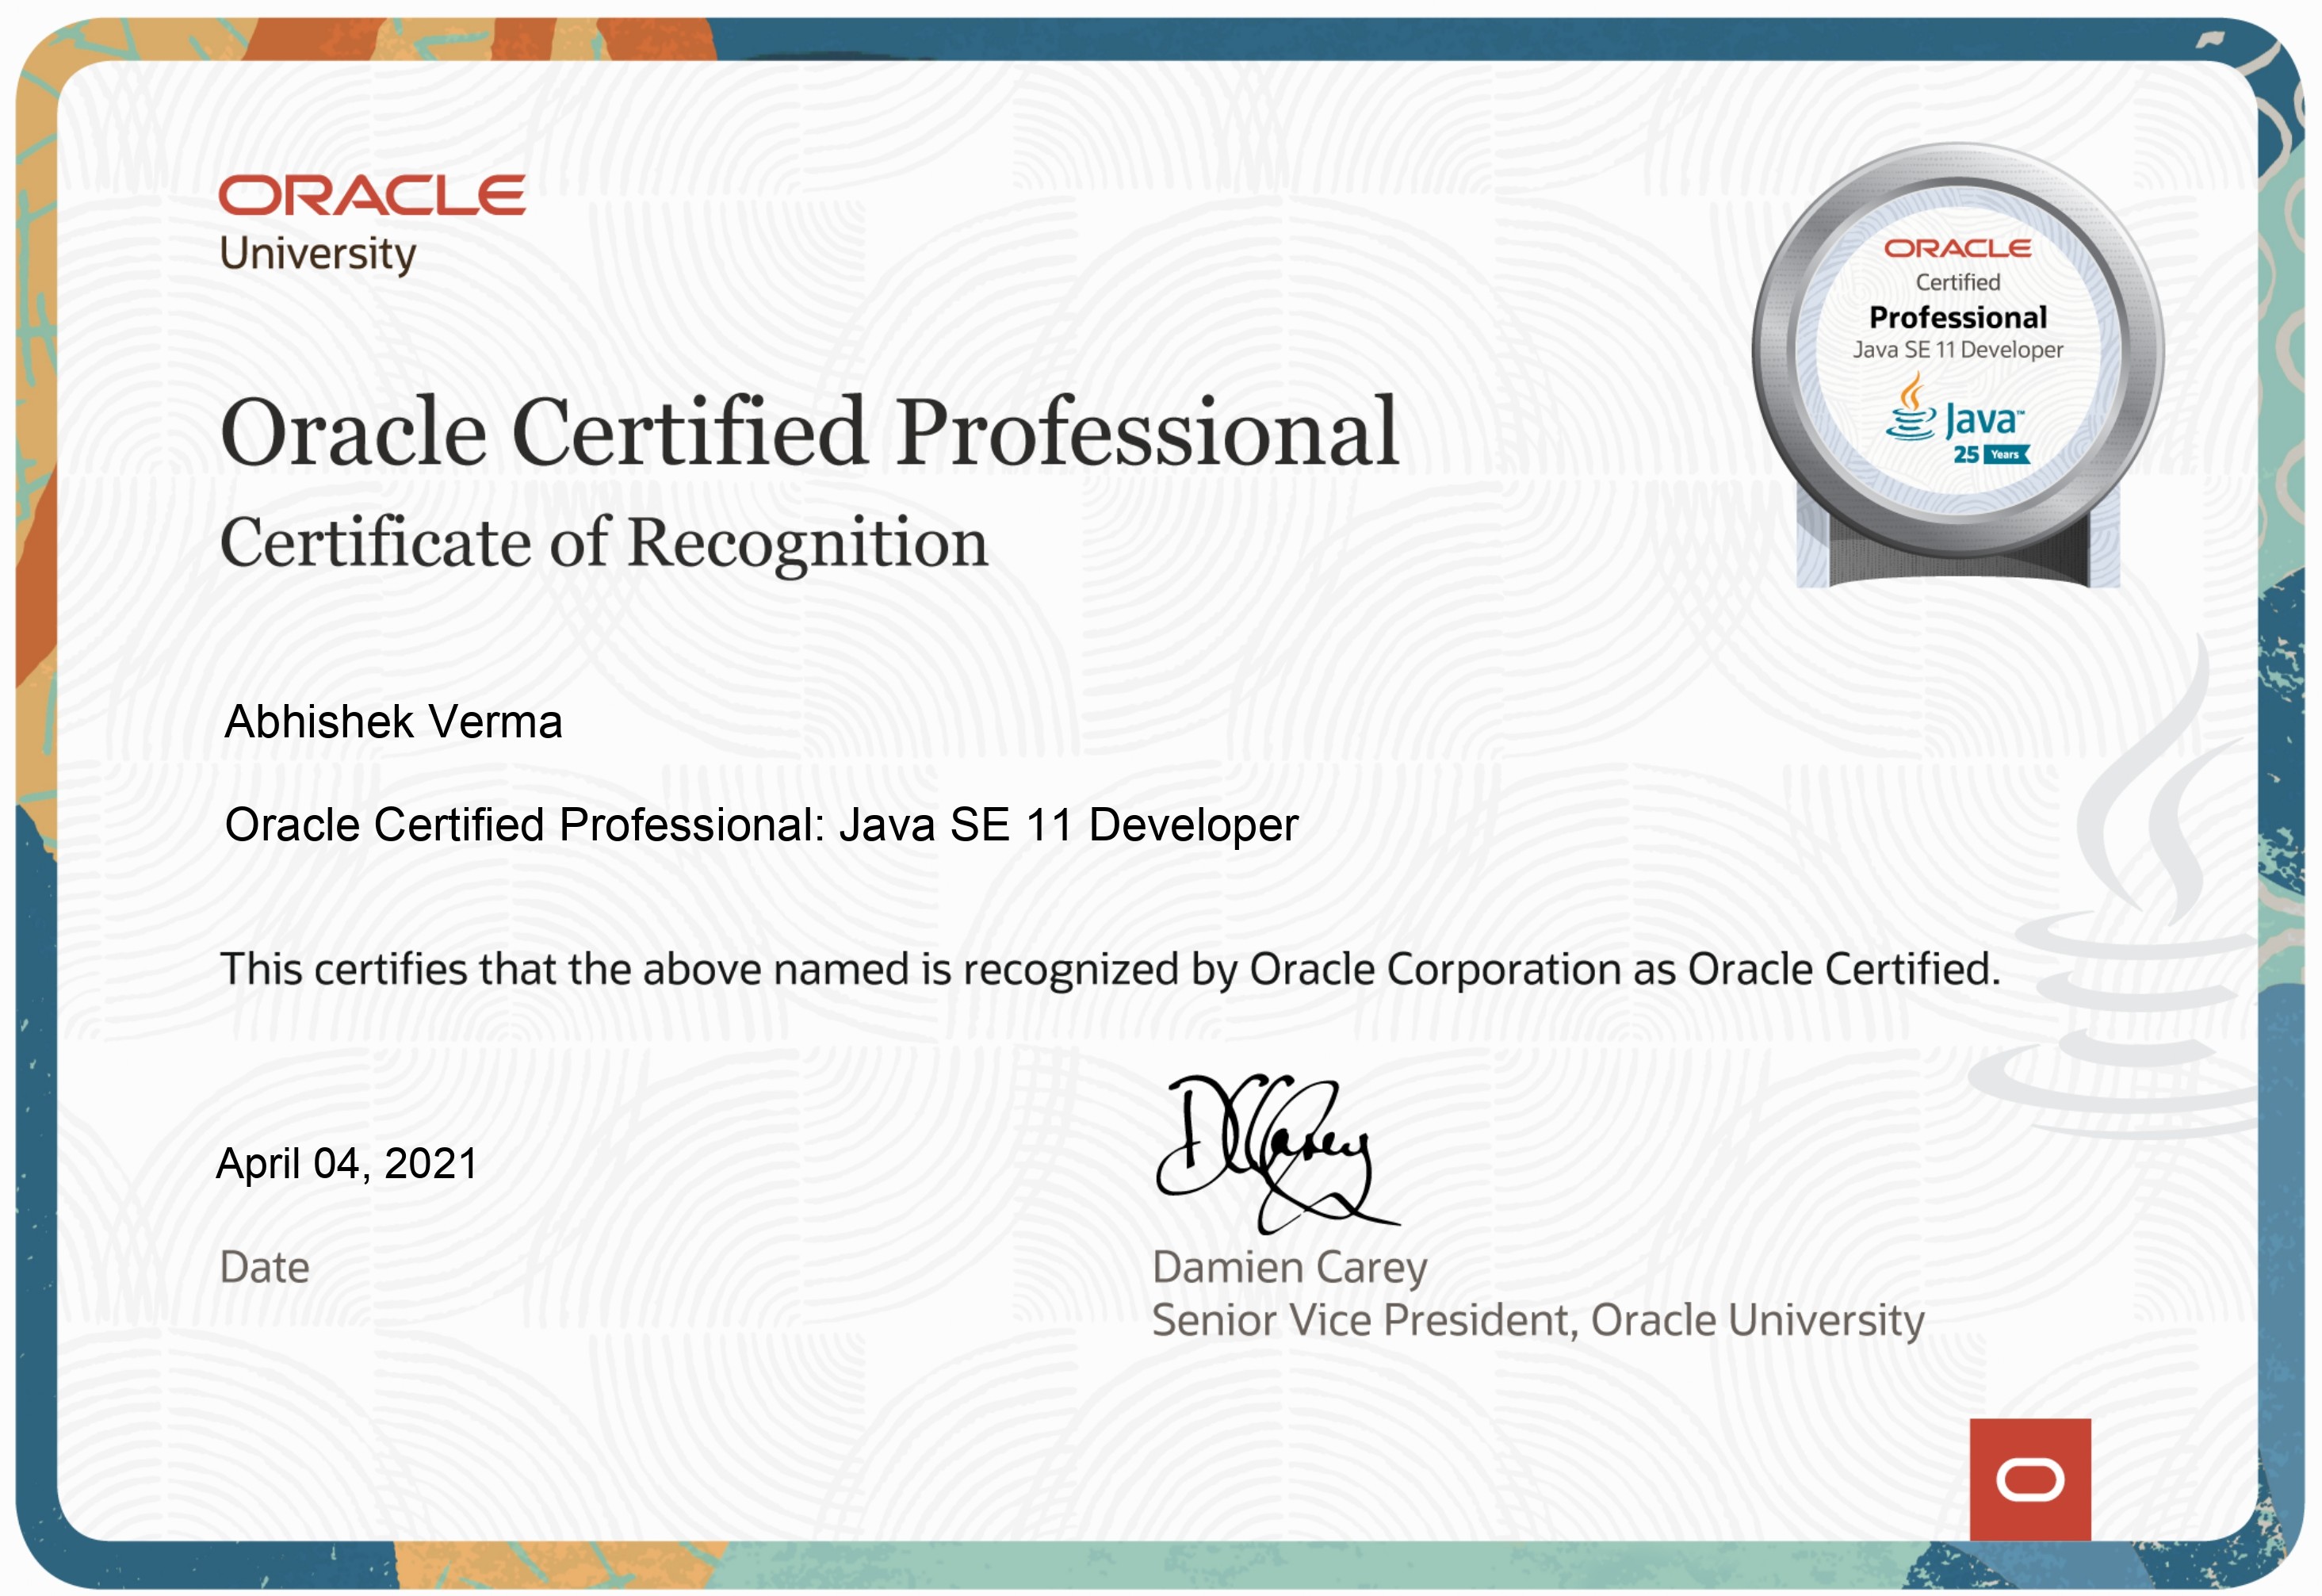 ORACLE
University
ORACLE
Certified
Professional
Java SE 11 Developer
Java™
25 Years
Oracle Certified Professional
Certificate of Recognition
Abhishek Verma
Oracle Certified Professional: Java SE 11 Developer
This certifies that the above named is recognized by Oracle Corporation as Oracle Certified.
April 04, 2021
Date
DCCarey
Damien Carey
Senior Vice President, Oracle University